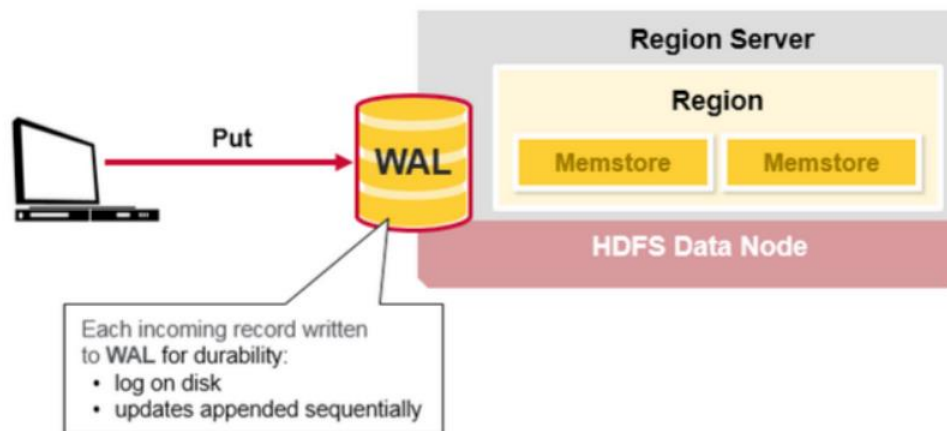 Region Server
Region
Put
WAL
Memstore
Memstore
HDFS Data Node
Each incoming record written
to WAL for durability:
• log on disk
• updates appended sequentially